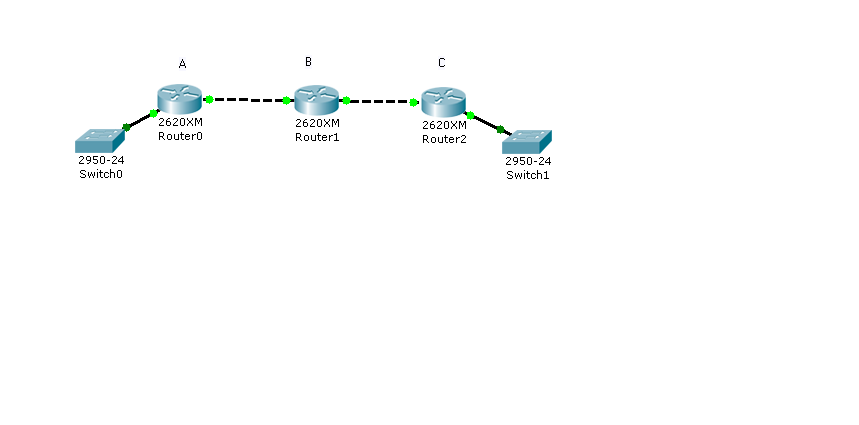 A
B
C
2620XM
Router0
2620XM
Router1
2620XM
Router2
2950-24
Switch0
2950-24
Switch1